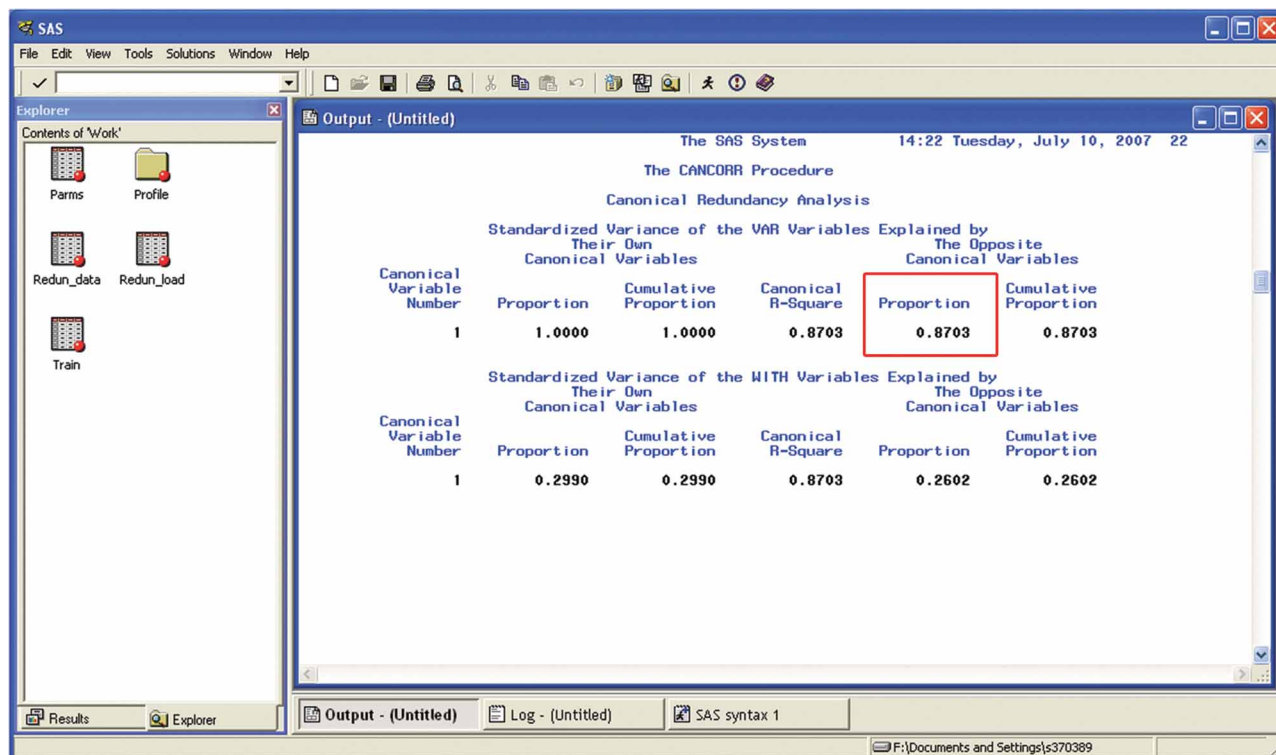 SAS
File Edit View Tools Solutions Window Help
Explorer
Contents of 'Work'
Parms Profile
Redun_data Redun_load
Train
Results Explorer
Output - (Untitled)
The SAS System 14:22 Tuesday, July 10, 2007 22
The CANCORR Procedure
Canonical Redundancy Analysis
Standardized Variance of the VAR Variables Explained by
Their Own The Opposite
Canonical Variables Canonical Variables
Canonical
Variable Cumulative Canonical Cumulative
Number Proportion Proportion R-Square Proportion Proportion
1 1.0000 1.0000 0.8703 0.8703 0.8703
Standardized Variance of the WITH Variables Explained by
Their Own The Opposite
Canonical Variables Canonical Variables
Canonical
Variable Cumulative Canonical Cumulative
Number Proportion Proportion R-Square Proportion Proportion
1 0.2990 0.2990 0.8703 0.2602 0.2602
Output - (Untitled) Log - (Untitled) SAS syntax 1
F:\Documents and Settings\s370389